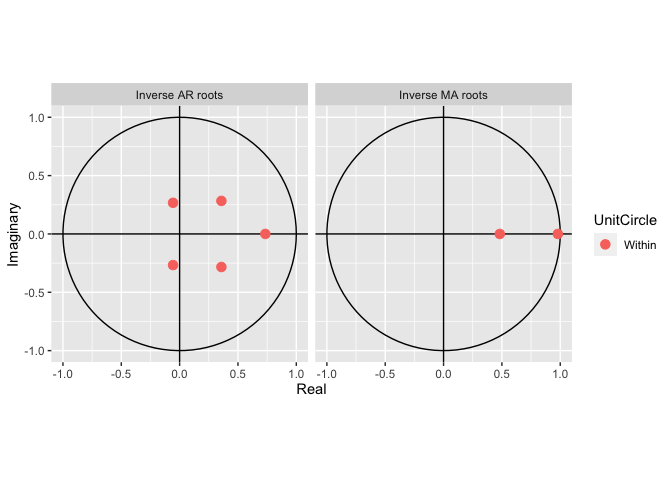 Inverse AR roots
Inverse MA roots
1.0
0.5
0.0
-0.5
-1.0
Imaginary
-1.0 -0.5 0.0 0.5 1.0
-1.0 -0.5 0.0 0.5 1.0
Real
UnitCircle
Within